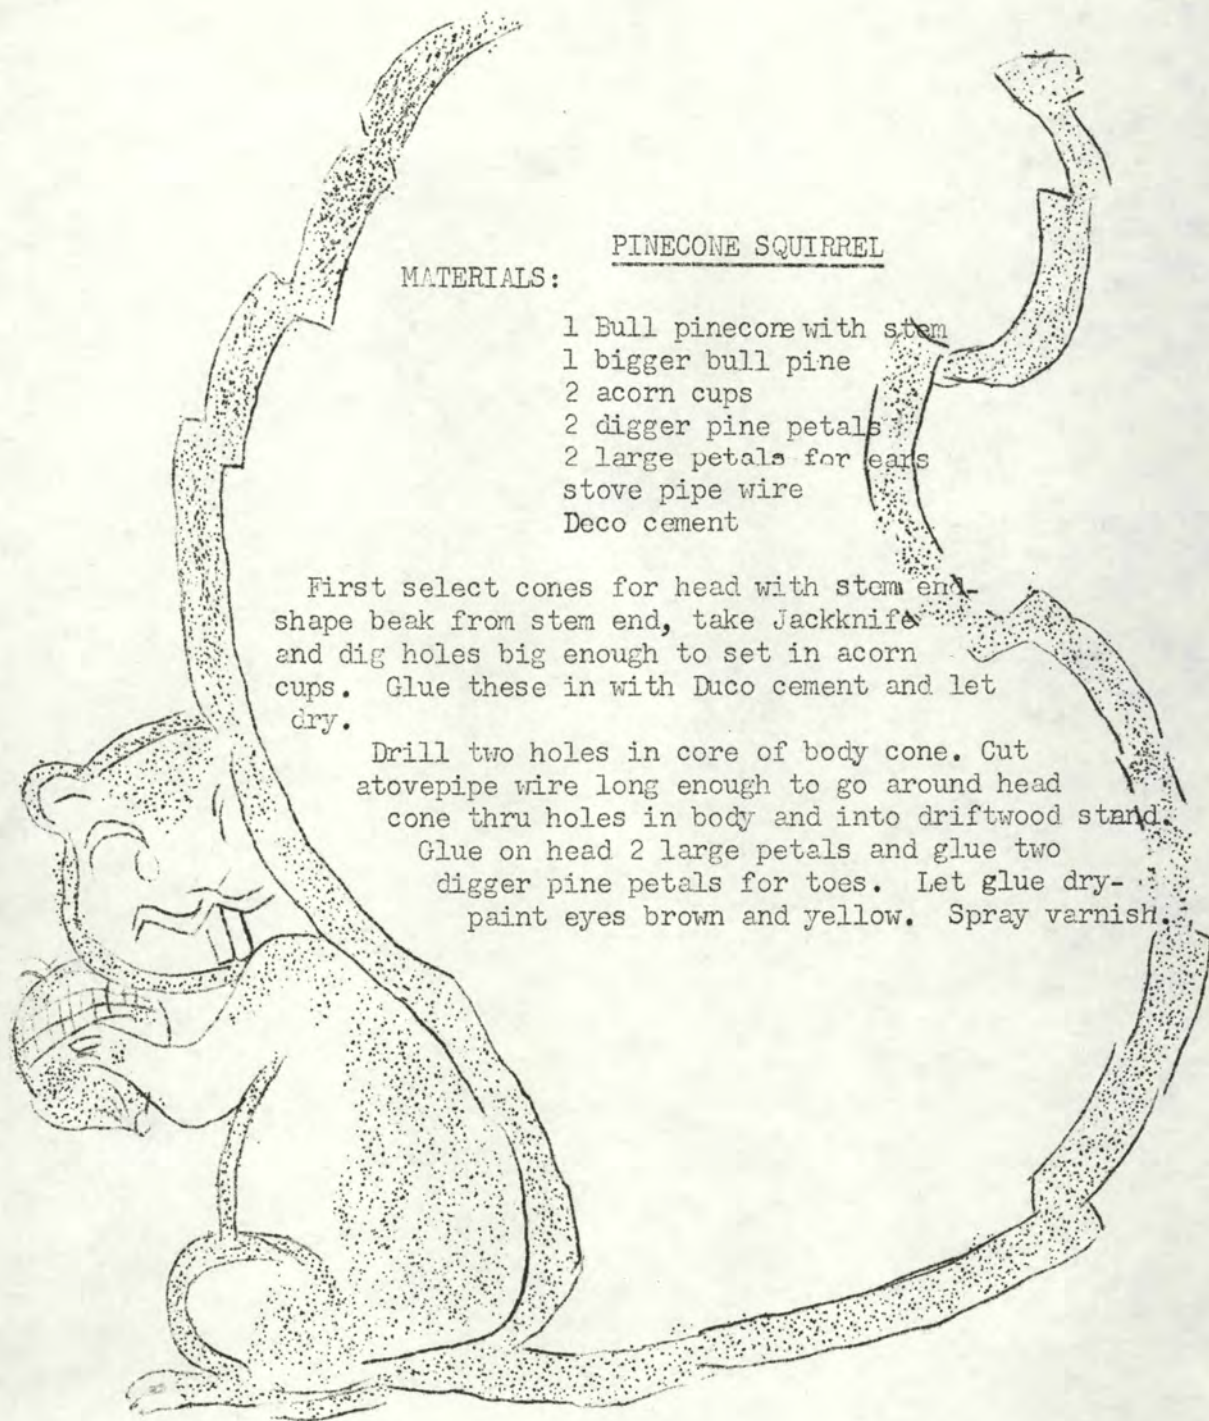 PINECONE SQUIRREL
MATERIALS:
1 Bull pinecone with stem
1 bigger bull pine
2 acorn cups
2 digger pine petals
2 large petals for ears
stove pipe wire
Deco cement
First select cones for head with stem end-
shape beak from stem end, take Jackknife
and dig holes big enough to set in acorn
cups. Glue these in with Duco cement and let
dry.
Drill two holes in core of body cone. Cut
atovepipe wire long enough to go around head
cone thru holes in body and into driftwood stand.
Glue on head 2 large petals and glue two
digger pine petals for toes. Let glue dry-
paint eyes brown and yellow. Spray varnish.